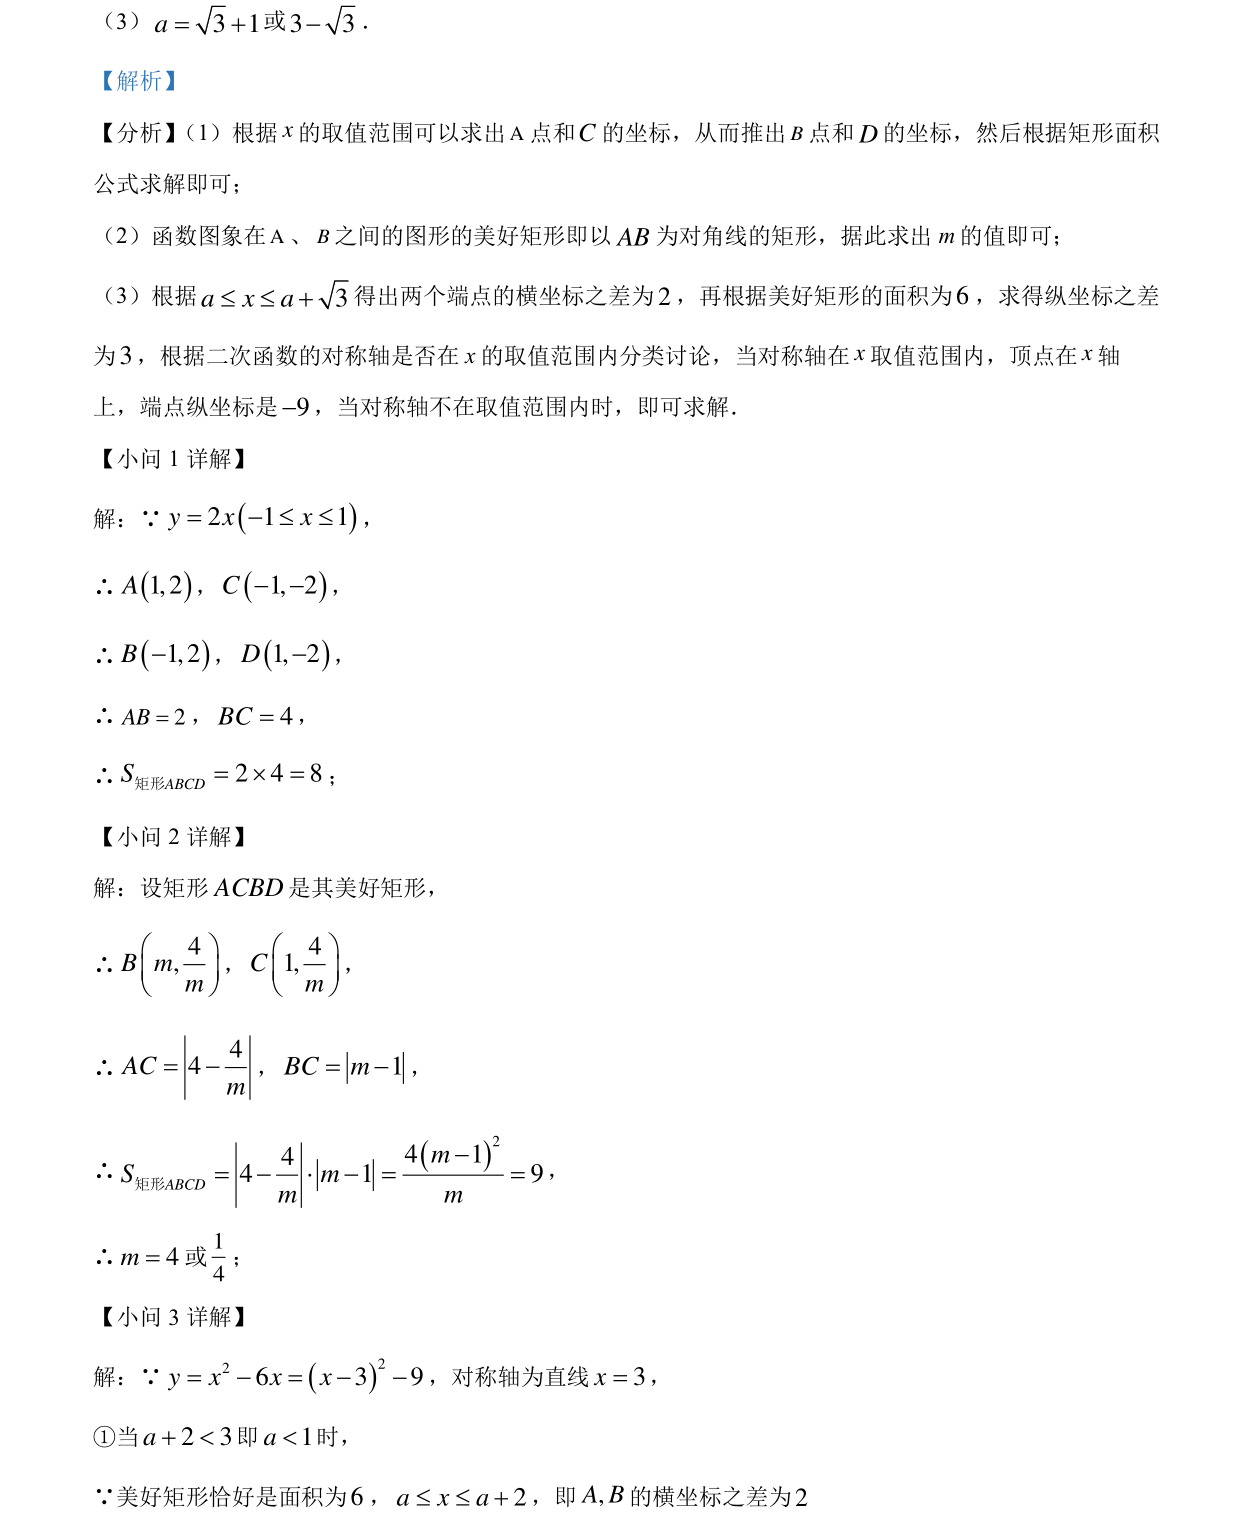 （3）a = √3 + 1或3 − √3．
【解析】
【分析】（1）根据 x 的取值范围可以求出 A 点和 C 的坐标，从而推出 B 点和 D 的坐标，然后根据矩形面积
公式求解即可；
（2）函数图象在 A 、 B 之间的图形的美好矩形即以 AB 为对角线的矩形，据此求出 m 的值即可；
（3）根据 a ≤ x ≤ a + √3 得出两个端点的横坐标之差为 2 ，再根据美好矩形的面积为 6 ，求得纵坐标之差
为 3 ，根据二次函数的对称轴是否在 x 的取值范围内分类讨论，当对称轴在 x 取值范围内，顶点在 x 轴
上，端点纵坐标是 −9 ，当对称轴不在取值范围内时，即可求解．
【小问 1 详解】
解：∵ y = 2x(−1 ≤ x ≤ 1)，
∴ A(1,2)，C(−1,−2)，
∴ B(−1,2)，D(1,−2)，
∴ AB = 2 ，BC = 4 ，
∴ S矩形ABCD = 2×4 = 8 ；
【小问 2 详解】
解：设矩形 ACBD 是其美好矩形，
∴ B(m, 4/m)，C(1, 4/m)，
∴ AC = |4 − 4/m|，BC = |m − 1|，
∴ S矩形ABCD = |4 − 4/m|·|m − 1| = 4(m − 1)²/m = 9 ，
∴ m = 4 或 1/4 ；
【小问 3 详解】
解：∵ y = x² − 6x = (x − 3)² − 9 ，对称轴为直线 x = 3 ，
①当 a + 2 < 3 即 a < 1 时，
∵美好矩形恰好是面积为 6 ，a ≤ x ≤ a + 2 ，即 A, B 的横坐标之差为 2